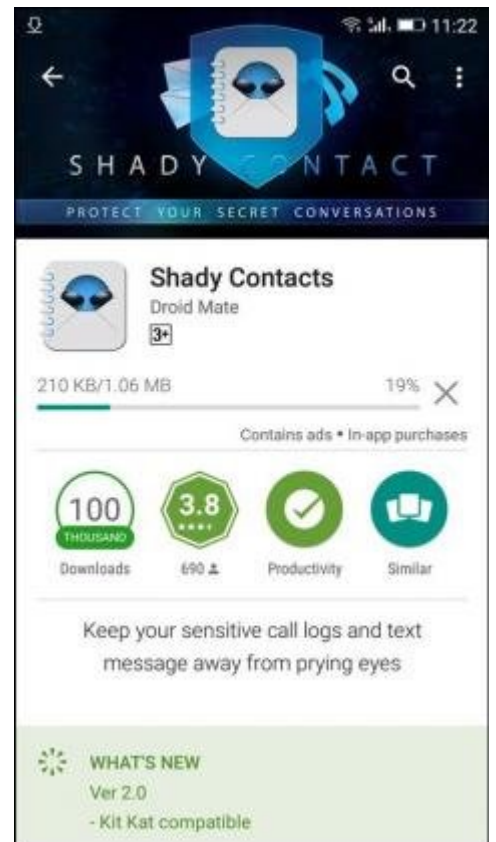 11:22
SHADY CONTACT
PROTECT YOUR SECRET CONVERSATIONS
Shady Contacts
Droid Mate
3+
210 KB/1.06 MB 19%
Contains ads • In-app purchases
100
THOUSAND
Downloads
3.8
690
Productivity
Similar
Keep your sensitive call logs and text
message away from prying eyes
WHAT'S NEW
Ver 2.0
- Kit Kat compatible